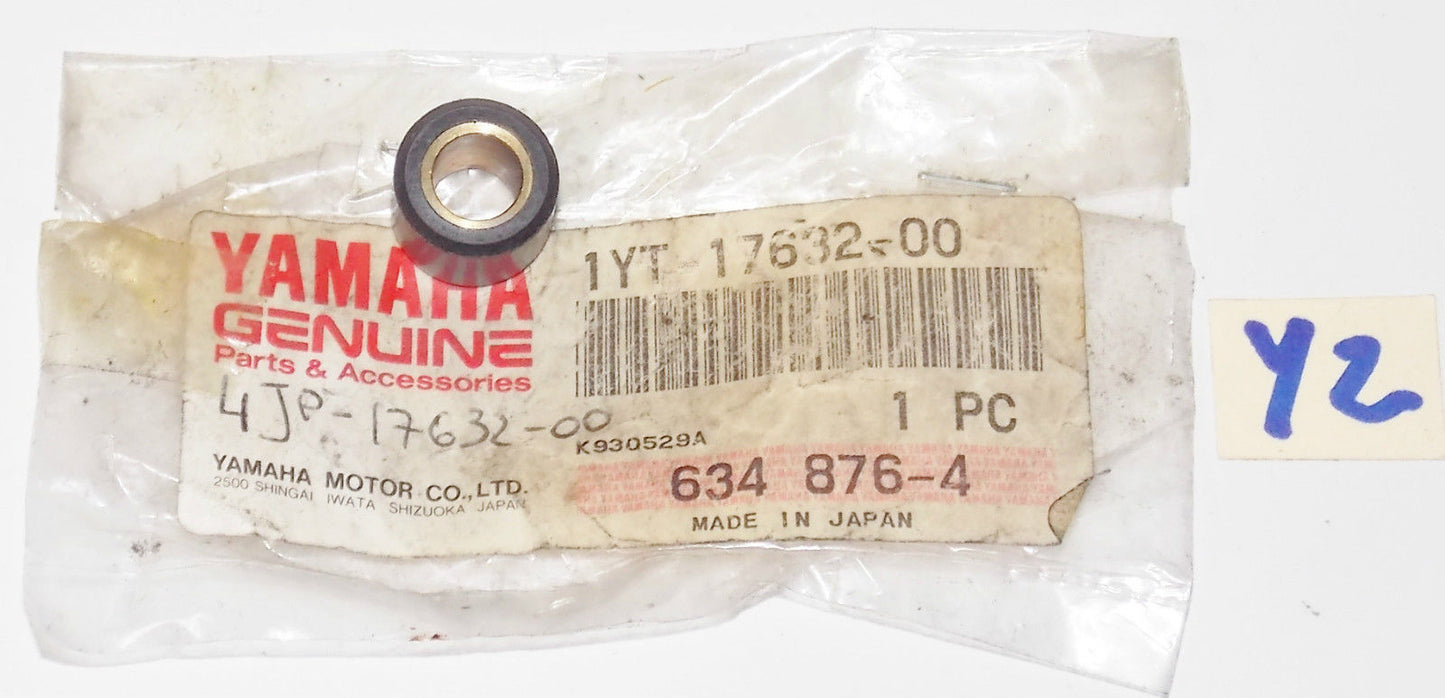 YAMAHA
GENUINE
Parts & Accessories
4JP-17632-00
YAMAHA MOTOR CO.,LTD.
2500 SHINGAI IWATA SHIZUOKA JAPAN
1YT-17632-00
1 PC
K930529A
634 876-4
MADE IN JAPAN
Y2